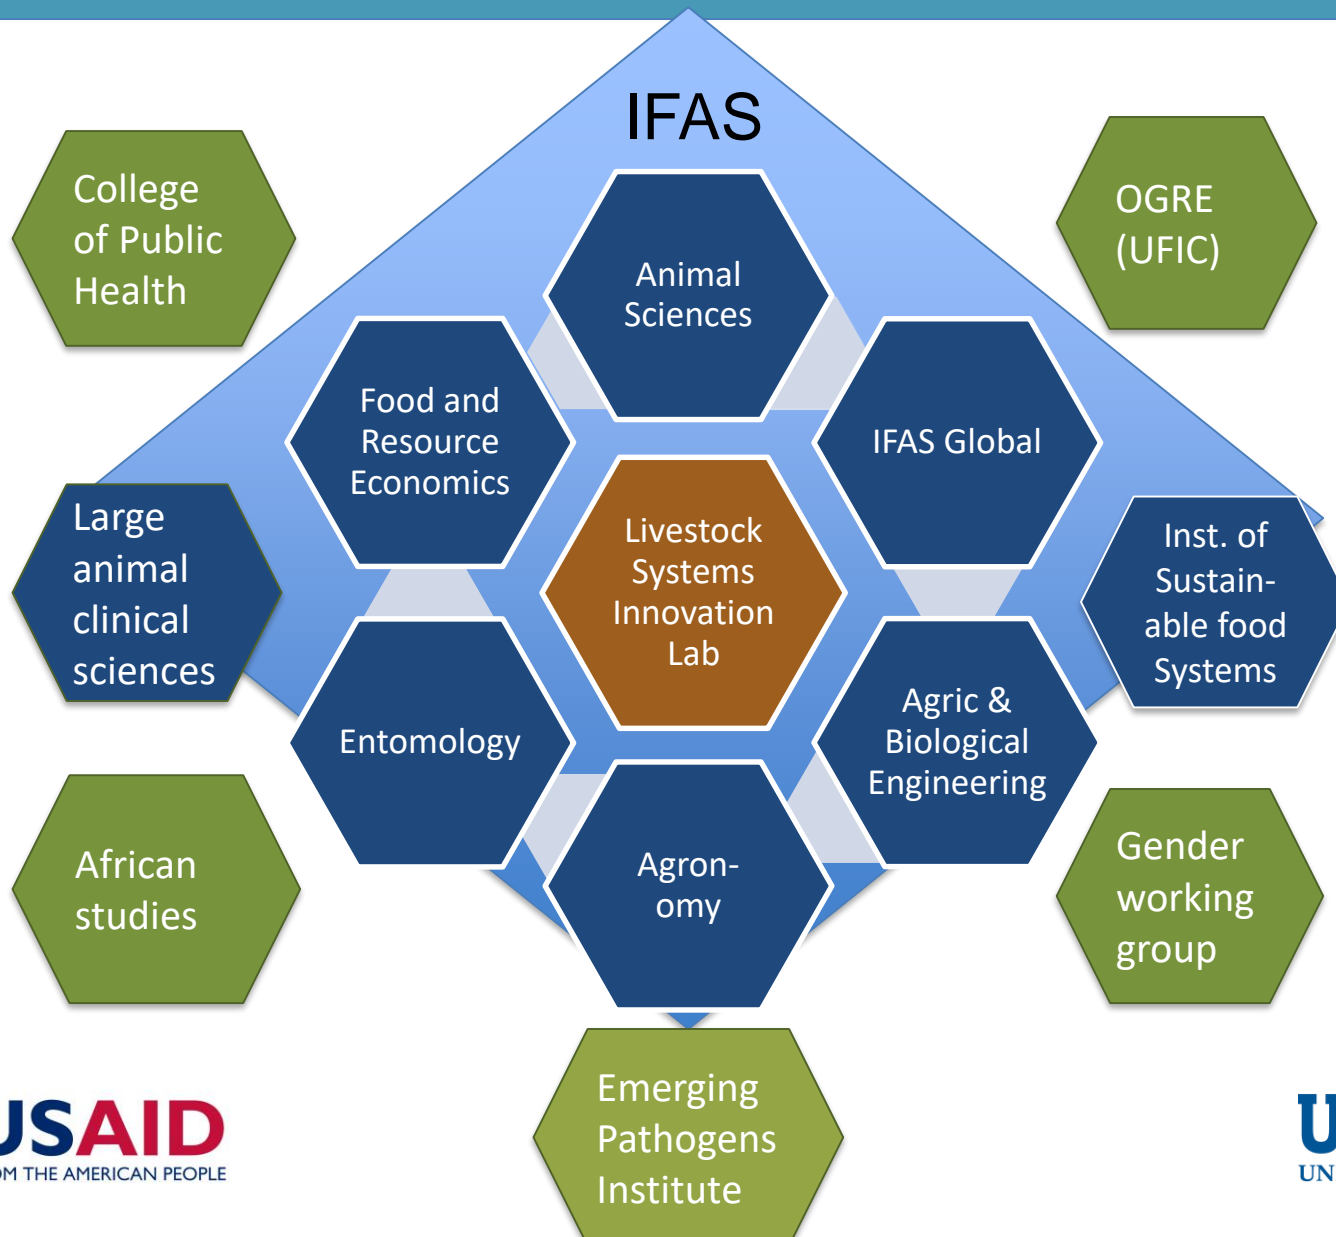 IFAS
College
of Public
Health
OGRE
(UFIC)
Animal
Sciences
Food and
Resource
Economics
IFAS Global
Large
animal
clinical
sciences
Livestock
Systems
Innovation
Lab
Inst. of
Sustain-
able food
Systems
Entomology
Agric &
Biological
Engineering
African
studies
Agron-
omy
Gender
working
group
Emerging
Pathogens
Institute
USAID
THE AMERICAN PEOPLE